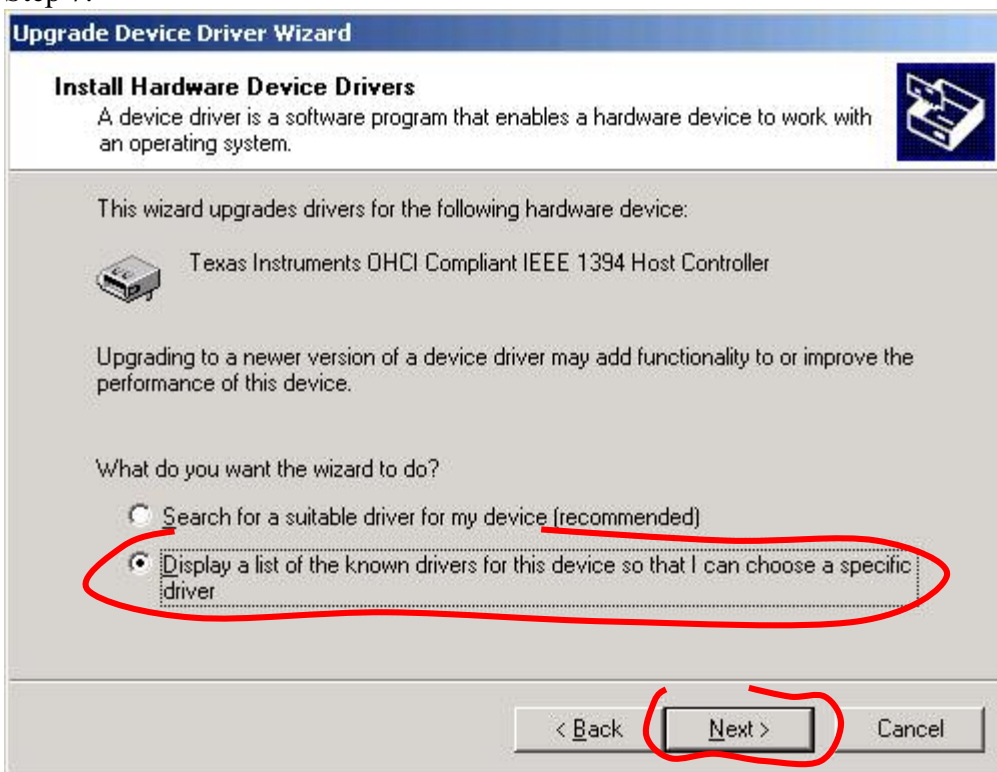 Upgrade Device Driver Wizard
Install Hardware Device Drivers
A device driver is a software program that enables a hardware device to work with
an operating system.
This wizard upgrades drivers for the following hardware device:
Texas Instruments OHCI Compliant IEEE 1394 Host Controller
Upgrading to a newer version of a device driver may add functionality to or improve the
performance of this device.
What do you want the wizard to do?
Search for a suitable driver for my device (recommended)
Display a list of the known drivers for this device so that I can choose a specific
driver
< Back Next > Cancel